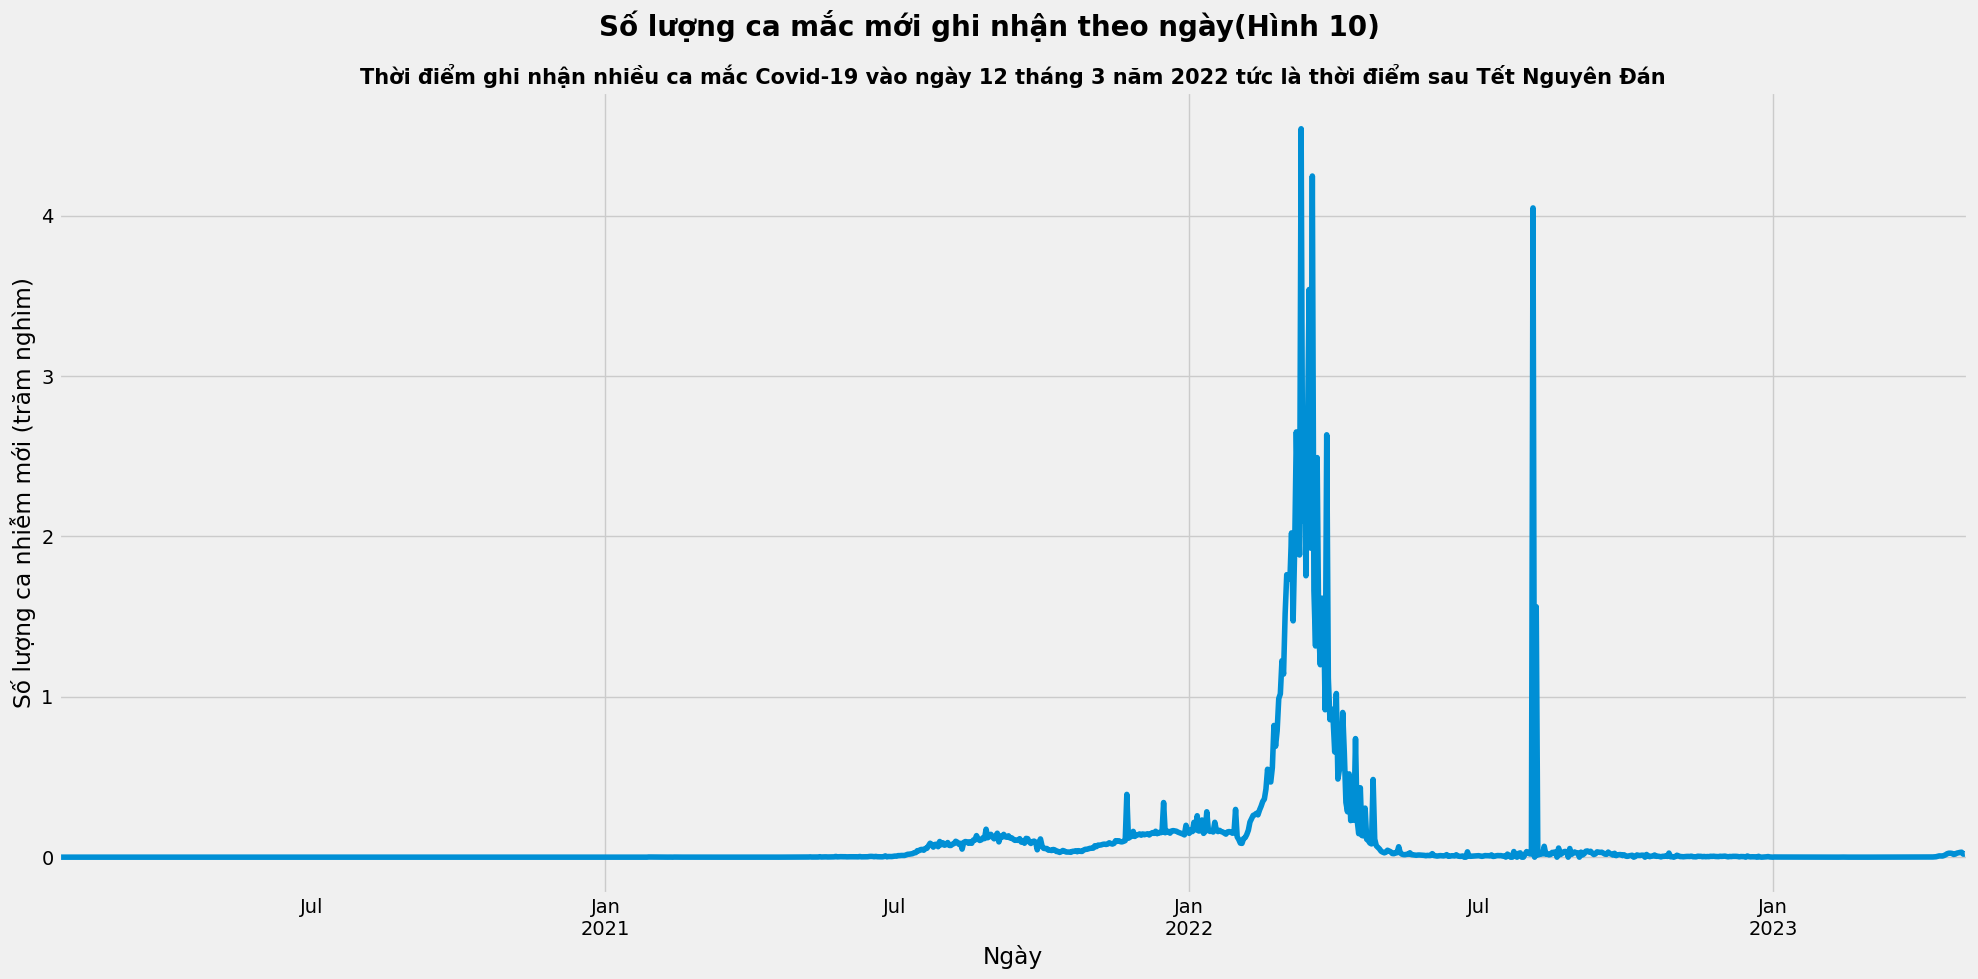 Số lượng ca mắc mới ghi nhận theo ngày(Hình 10)
Thời điểm ghi nhận nhiều ca mắc Covid-19 vào ngày 12 tháng 3 năm 2022 tức là thời điểm sau Tết Nguyên Đán
Số lượng ca nhiễm mới (trăm nghìm)
4
3
2
1
0
Jul
Jan
2021
Jul
Jan
2022
Jul
Jan
2023
Ngày